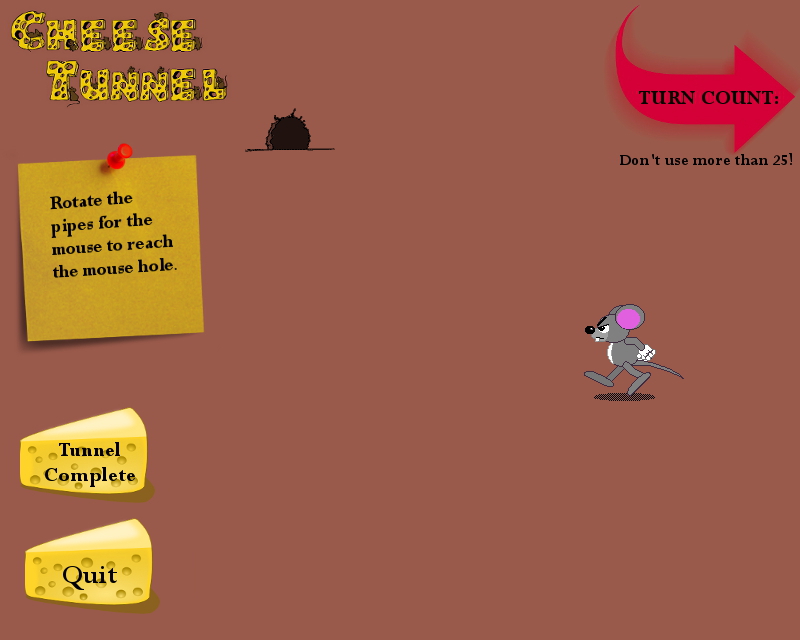 CHEESE
TUNNEL
TURN COUNT:
Don't use more than 25!
Rotate the
pipes for the
mouse to reach
the mouse hole.
Tunnel
Complete
Quit